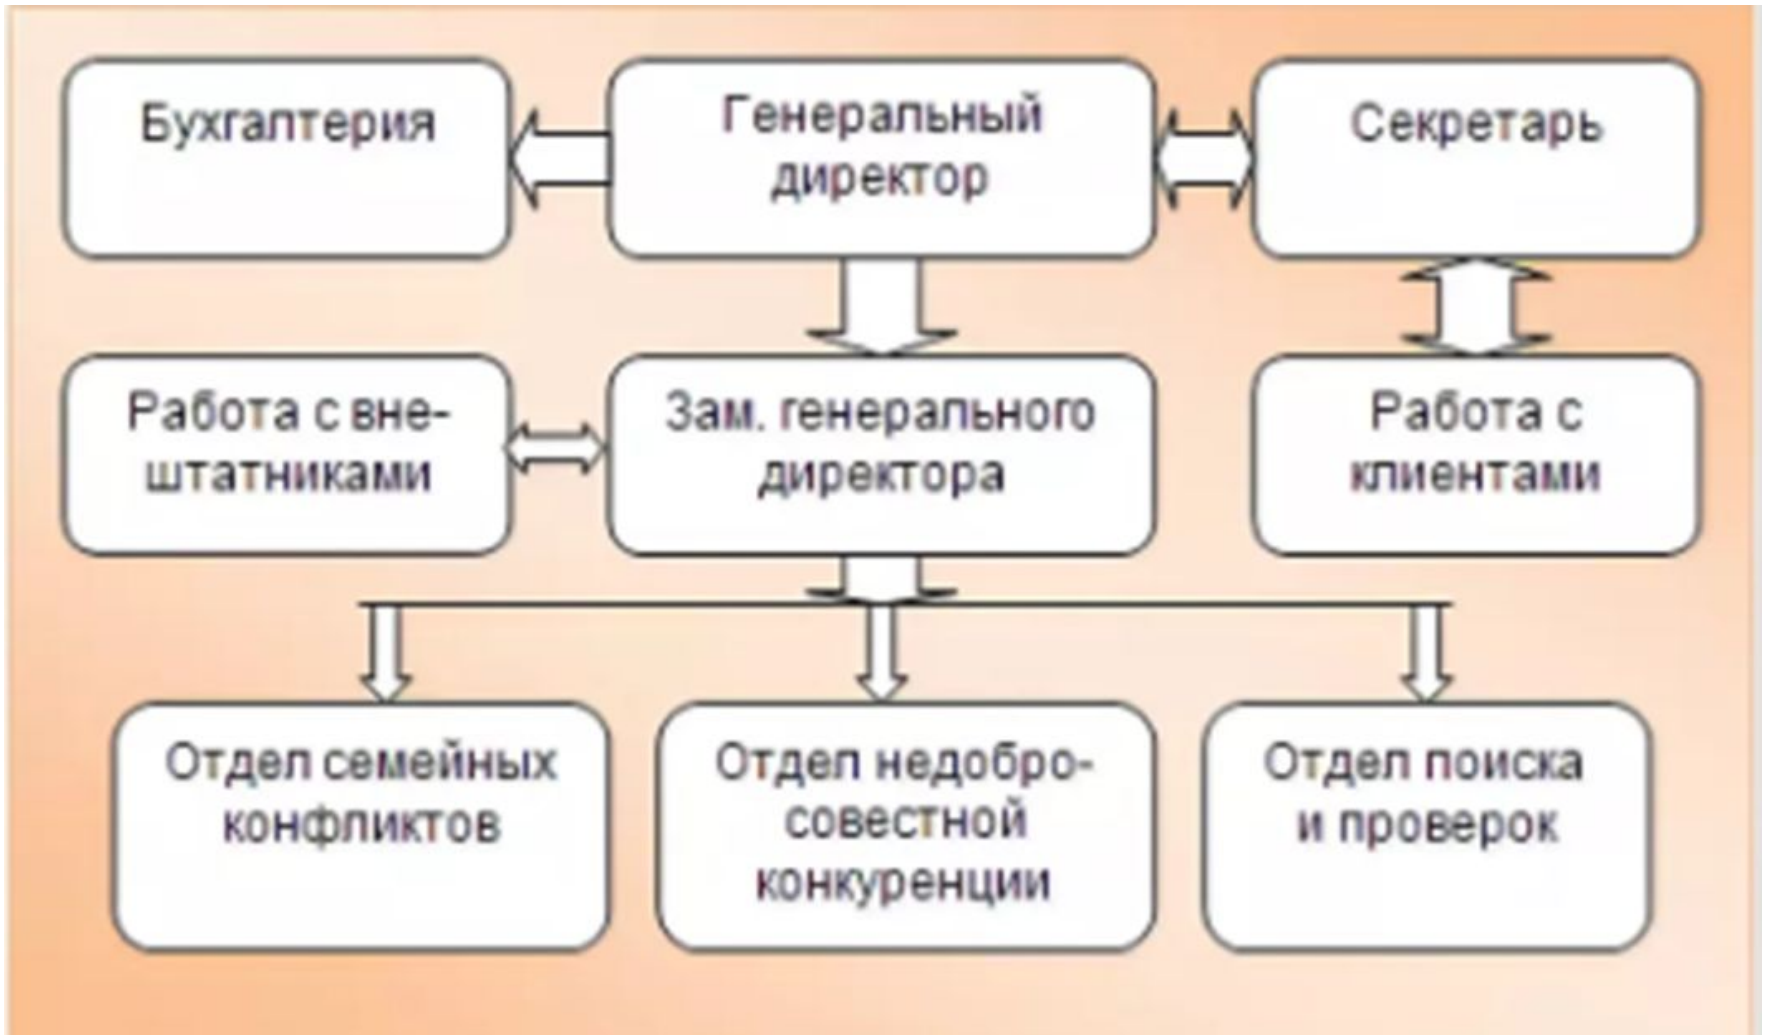 Бухгалтерия
Генеральный
директор
Секретарь
Работа с вне-
штатниками
Зам. генерального
директора
Работа с
клиентами
Отдел семейных
конфликтов
Отдел недобро-
совестной
конкуренции
Отдел поиска
и проверок